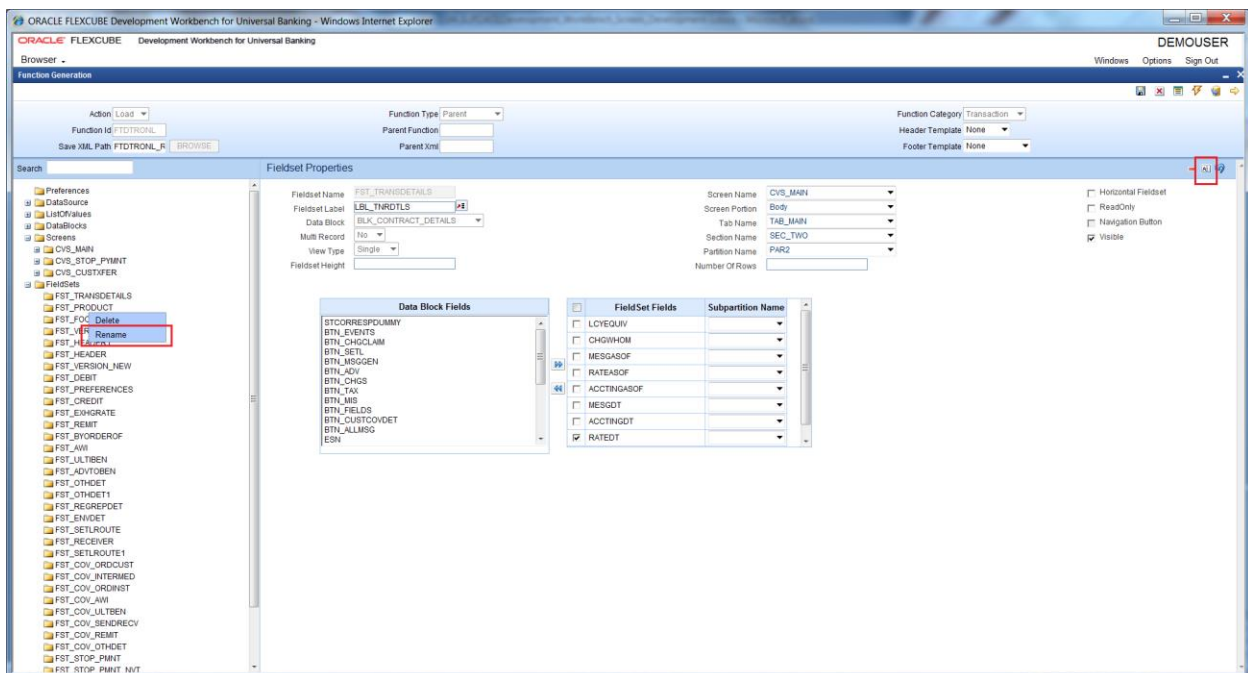 ORACLE FLEXCUBE Development Workbench for Universal Banking - Windows Internet Explorer
ORACLE FLEXCUBE Development Workbench for Universal Banking
DEMOUSER
Browser
Windows Options Sign Out
Function Generation
Action Load
Function Type Parent
Function Category Transaction
Function Id FTDTRONL
Parent Function
Header Template None
Save XML Path FTDTRONL_R BROWSE
Parent Xml
Footer Template None
Search
Fieldset Properties
Preferences
DataSource
ListOfValues
DataBlocks
Screens
CVS_MAIN
CVS_STOP_PYMNT
CVS_CUSTXFER
FieldSets
FST_TRANSDETAILS
FST_PRODUCT
FST_FOO
Delete
FST_VER
Rename
FST_HEADER1
FST_HEADER
FST_VERSION_NEW
FST_DEBIT
FST_PREFERENCES
FST_CREDIT
FST_EXHGRATE
FST_REMIT
FST_BYORDEROF
FST_AWI
FST_ULTIBEN
FST_ADVTOBEN
FST_OTHDET
FST_OTHDET1
FST_REGREPDET
FST_ENVDET
FST_SETLROUTE
FST_RECEIVER
FST_SETLROUTE1
FST_COV_ORDCUST
FST_COV_INTERMED
FST_COV_ORDINST
FST_COV_AWI
FST_COV_ULTBEN
FST_COV_SENDRECV
FST_COV_REMIT
FST_COV_OTHDET
FST_STOP_PMNT
FST_STOP_PMNT_NVT
Fieldset Name FST_TRANSDETAILS
Fieldset Label LBL_TNRDTLS
Data Block BLK_CONTRACT_DETAILS
Multi Record No
View Type Single
Fieldset Height
Screen Name CVS_MAIN
Screen Portion Body
Tab Name TAB_MAIN
Section Name SEC_TWO
Partition Name PAR2
Number Of Rows
Horizontal Fieldset
ReadOnly
Navigation Button
Visible
Data Block Fields
STCORRESPDUMMY
BTN_EVENTS
BTN_CHGCLAIM
BTN_SETL
BTN_MSGGEN
BTN_ADV
BTN_CHGS
BTN_TAX
BTN_MIS
BTN_FIELDS
BTN_CUSTCOVDET
BTN_ALLMSG
ESN
FieldSet Fields Subpartition Name
LCYEQUIV
CHGWHOM
MESGASOF
RATEASOF
ACCTINGASOF
MESGDT
ACCTINGDT
RATEDT